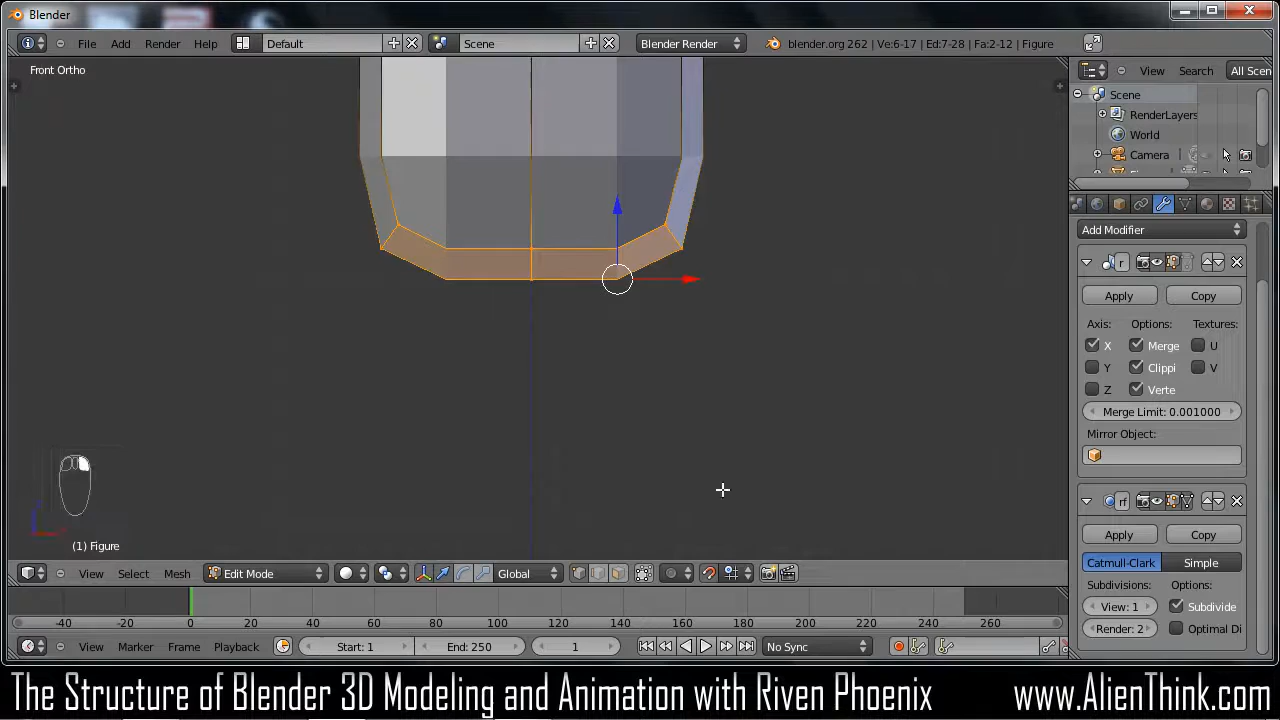 Blender
File Add Render Help Default Scene Blender Render blender.org 262 | Ve:6-17 | Ed:7-28 | Fa:2-12 | Figure
Front Ortho
View Search All Scen
Scene
RenderLayers
World
Camera
Add Modifier
r
Apply Copy
Axis: Options: Textures:
X Merge U
Y Clippi V
Z Verte
Merge Limit: 0.001000
Mirror Object:
rf
Apply Copy
Catmull-Clark Simple
Subdivisions: Options:
View: 1 Subdivide
Render: 2 Optimal Di
(1) Figure
View Select Mesh Edit Mode Global
-40 -20 0 20 40 60 80 100 120 140 160 180 200 220 240 260
View Marker Frame Playback Start: 1 End: 250 1 No Sync
The Structure of Blender 3D Modeling and Animation with Riven Phoenix www.AlienThink.com